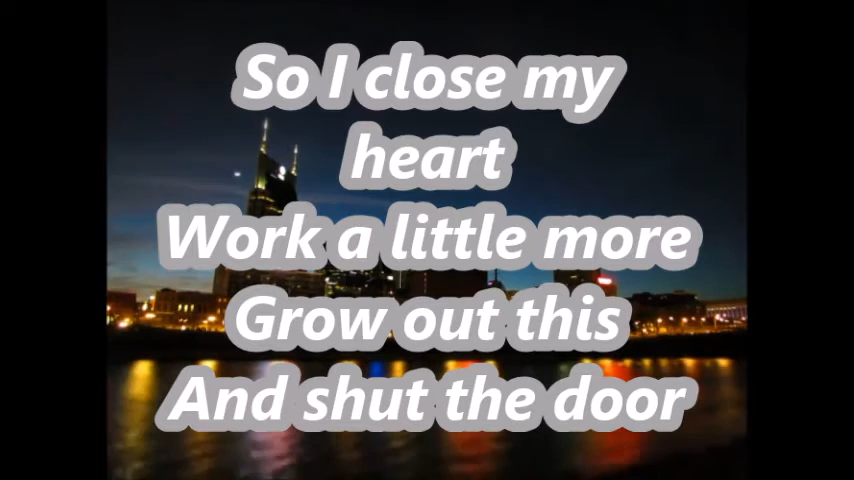 So I close my
heart
Work a little more
Grow out this
And shut the door